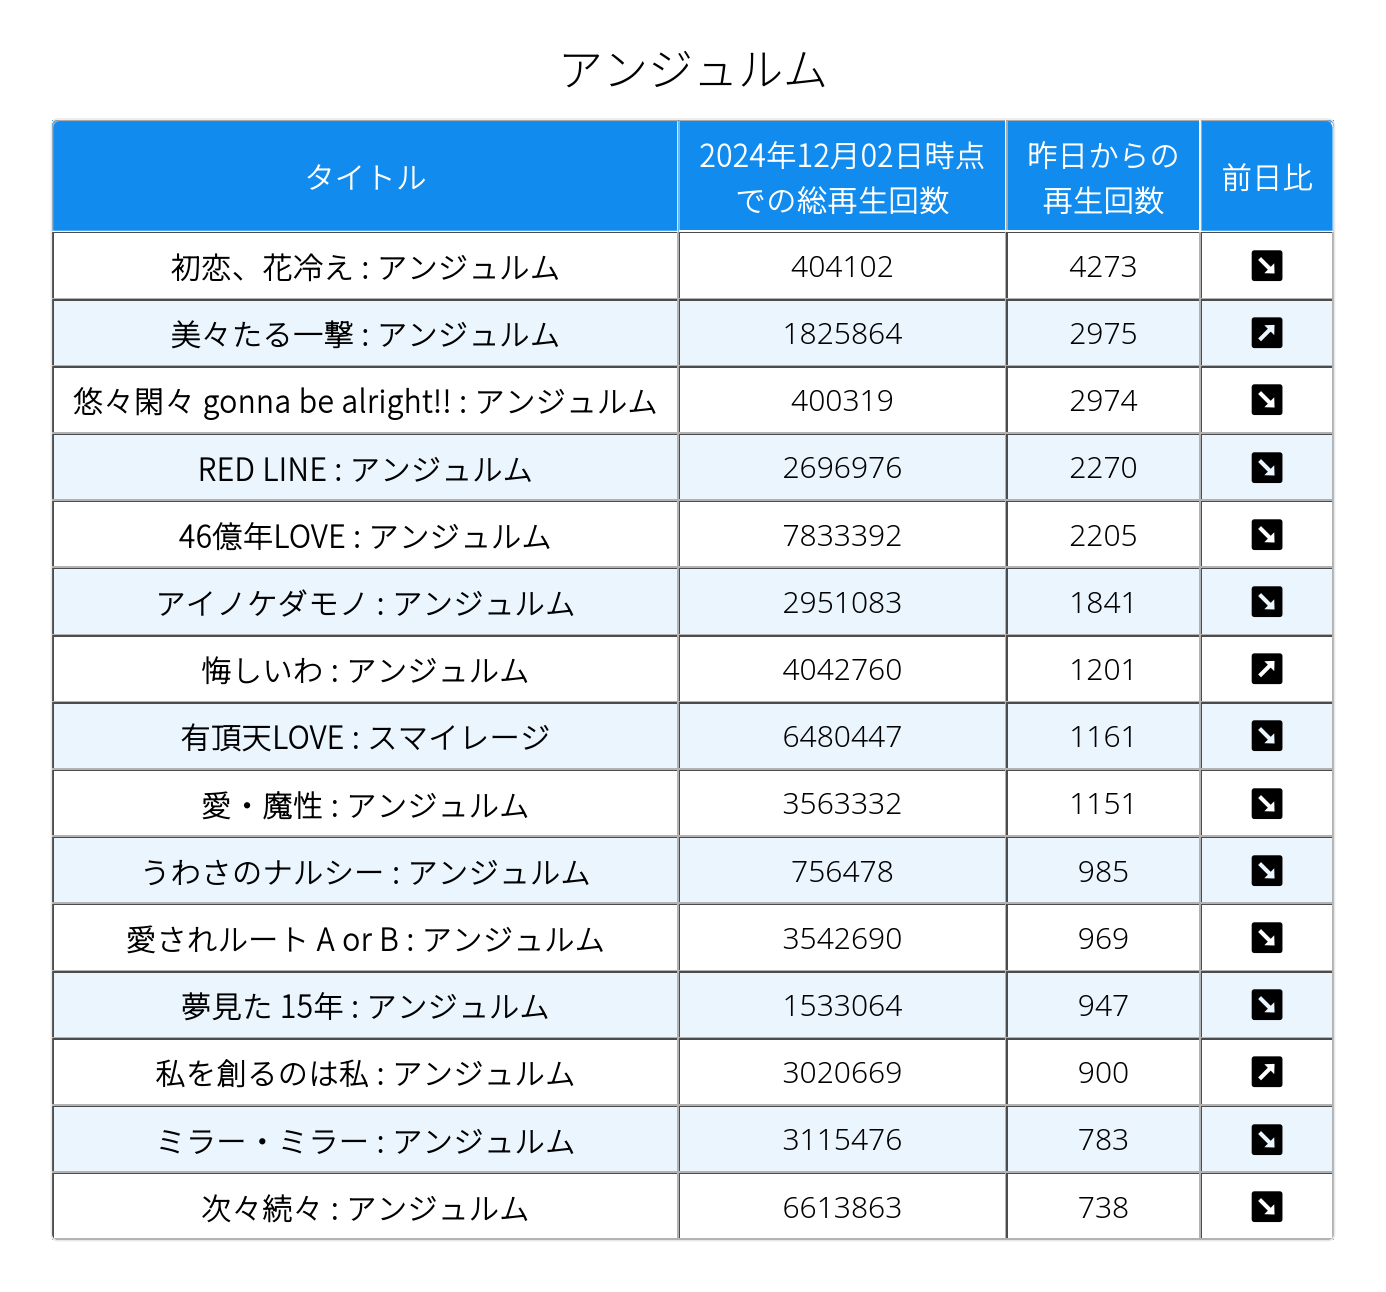 アンジュルム
タイトル
2024年12月02日時点
での総再生回数
昨日からの
再生回数
前日比
初恋、花冷え : アンジュルム 404102 4273 ↘
美々たる一撃 : アンジュルム 1825864 2975 ↗
悠々閑々 gonna be alright!! : アンジュルム 400319 2974 ↘
RED LINE : アンジュルム 2696976 2270 ↘
46億年LOVE : アンジュルム 7833392 2205 ↘
アイノケダモノ : アンジュルム 2951083 1841 ↘
悔しいわ : アンジュルム 4042760 1201 ↗
有頂天LOVE : スマイレージ 6480447 1161 ↘
愛・魔性 : アンジュルム 3563332 1151 ↘
うわさのナルシー : アンジュルム 756478 985 ↘
愛されルート A or B : アンジュルム 3542690 969 ↘
夢見た 15年 : アンジュルム 1533064 947 ↘
私を創るのは私 : アンジュルム 3020669 900 ↗
ミラー・ミラー : アンジュルム 3115476 783 ↘
次々続々 : アンジュルム 6613863 738 ↘